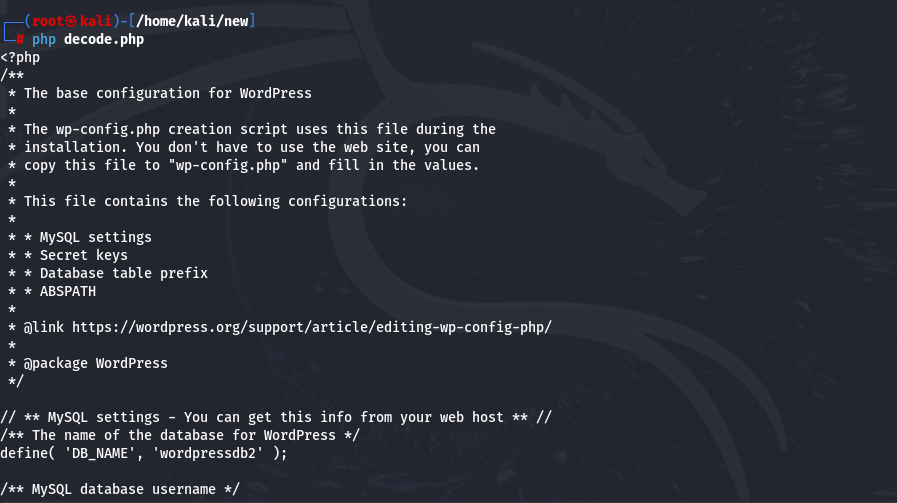 ┌──(root㉿kali)-[/home/kali/new]
└─# php decode.php
<?php
/**
 * The base configuration for WordPress
 *
 * The wp-config.php creation script uses this file during the
 * installation. You don't have to use the web site, you can
 * copy this file to "wp-config.php" and fill in the values.
 *
 * This file contains the following configurations:
 *
 * * MySQL settings
 * * Secret keys
 * * Database table prefix
 * * ABSPATH
 *
 * @link https://wordpress.org/support/article/editing-wp-config-php/
 *
 * @package WordPress
 */

// ** MySQL settings - You can get this info from your web host ** //
/** The name of the database for WordPress */
define( 'DB_NAME', 'wordpressdb2' );

/** MySQL database username */